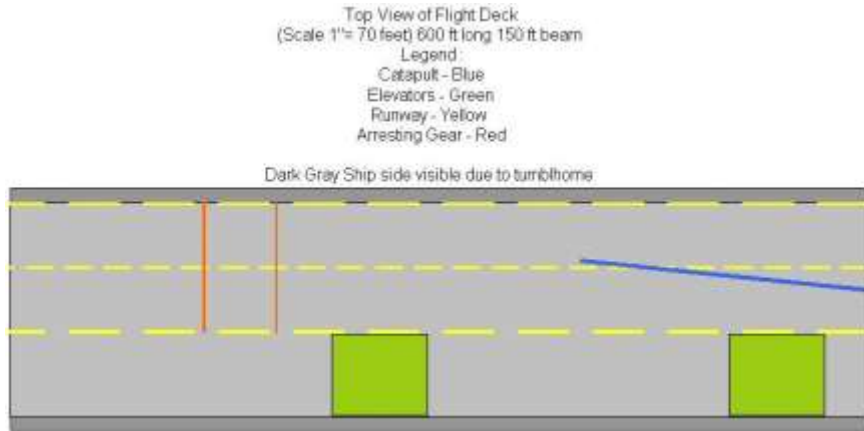 Top View of Flight Deck
(Scale 1"= 70 feet) 600 ft long 150 ft beam
Legend:
Catapult - Blue
Elevators - Green
Runway - Yellow
Arresting Gear - Red
Dark Gray Ship side visible due to tumblhome